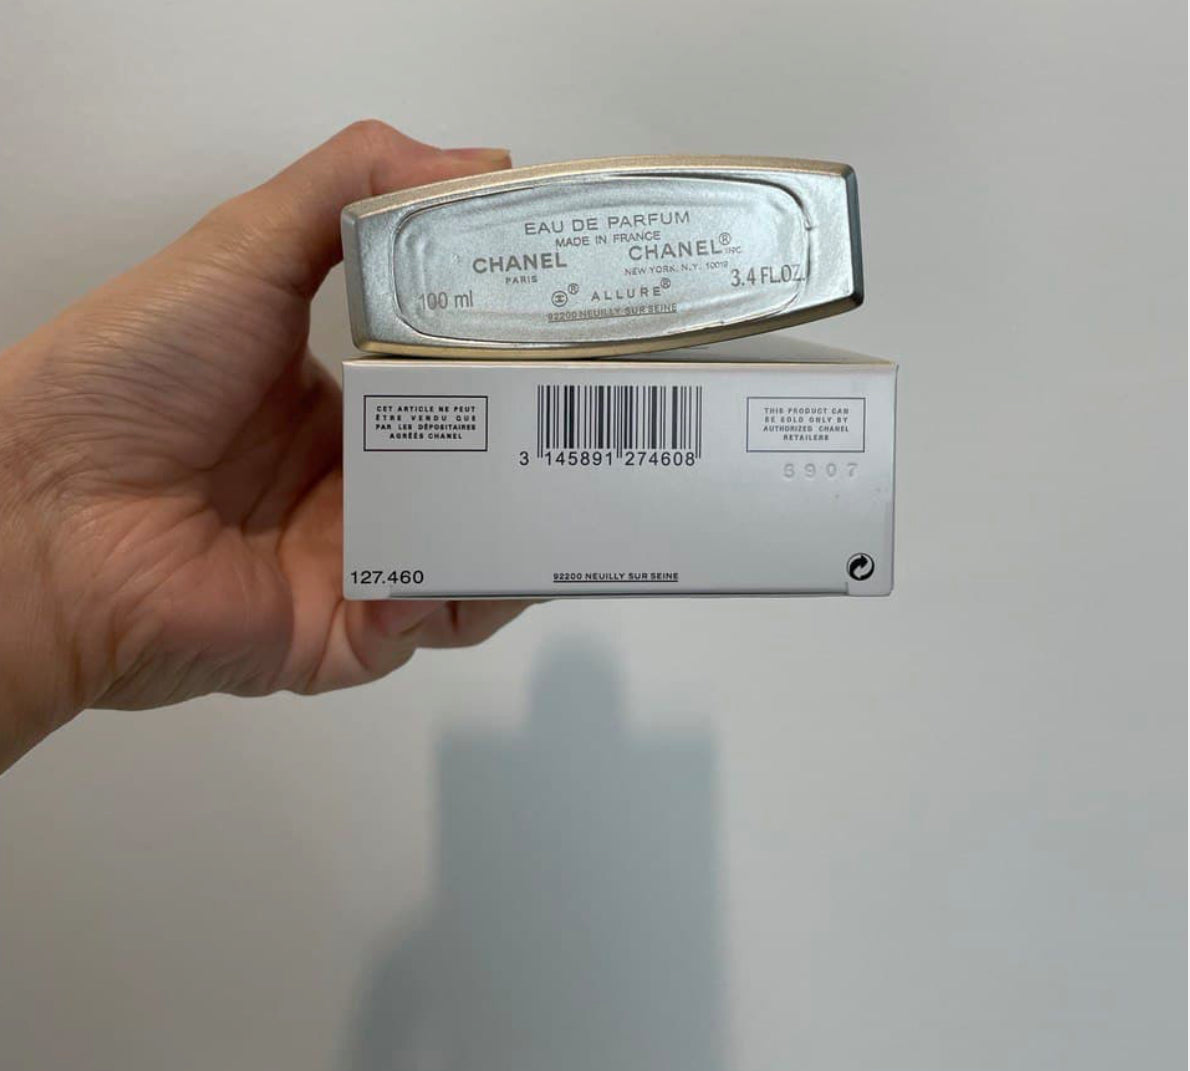 EAU DE PARFUM
MADE IN FRANCE
CHANEL
PARIS
CHANEL® INC.
NEW YORK. N.Y. 10019
100 ml
® ALLURE®
3.4 FL.OZ.
92200 NEUILLY SUR SEINE
CET ARTICLE NE PEUT
ÊTRE VENDU QUE
PAR LES DÉPOSITAIRES
AGRÉÉS CHANEL
3 145891 274608
THIS PRODUCT CAN
BE SOLD ONLY BY
AUTHORIZED CHANEL
RETAILERS
127.460
92200 NEUILLY SUR SEINE